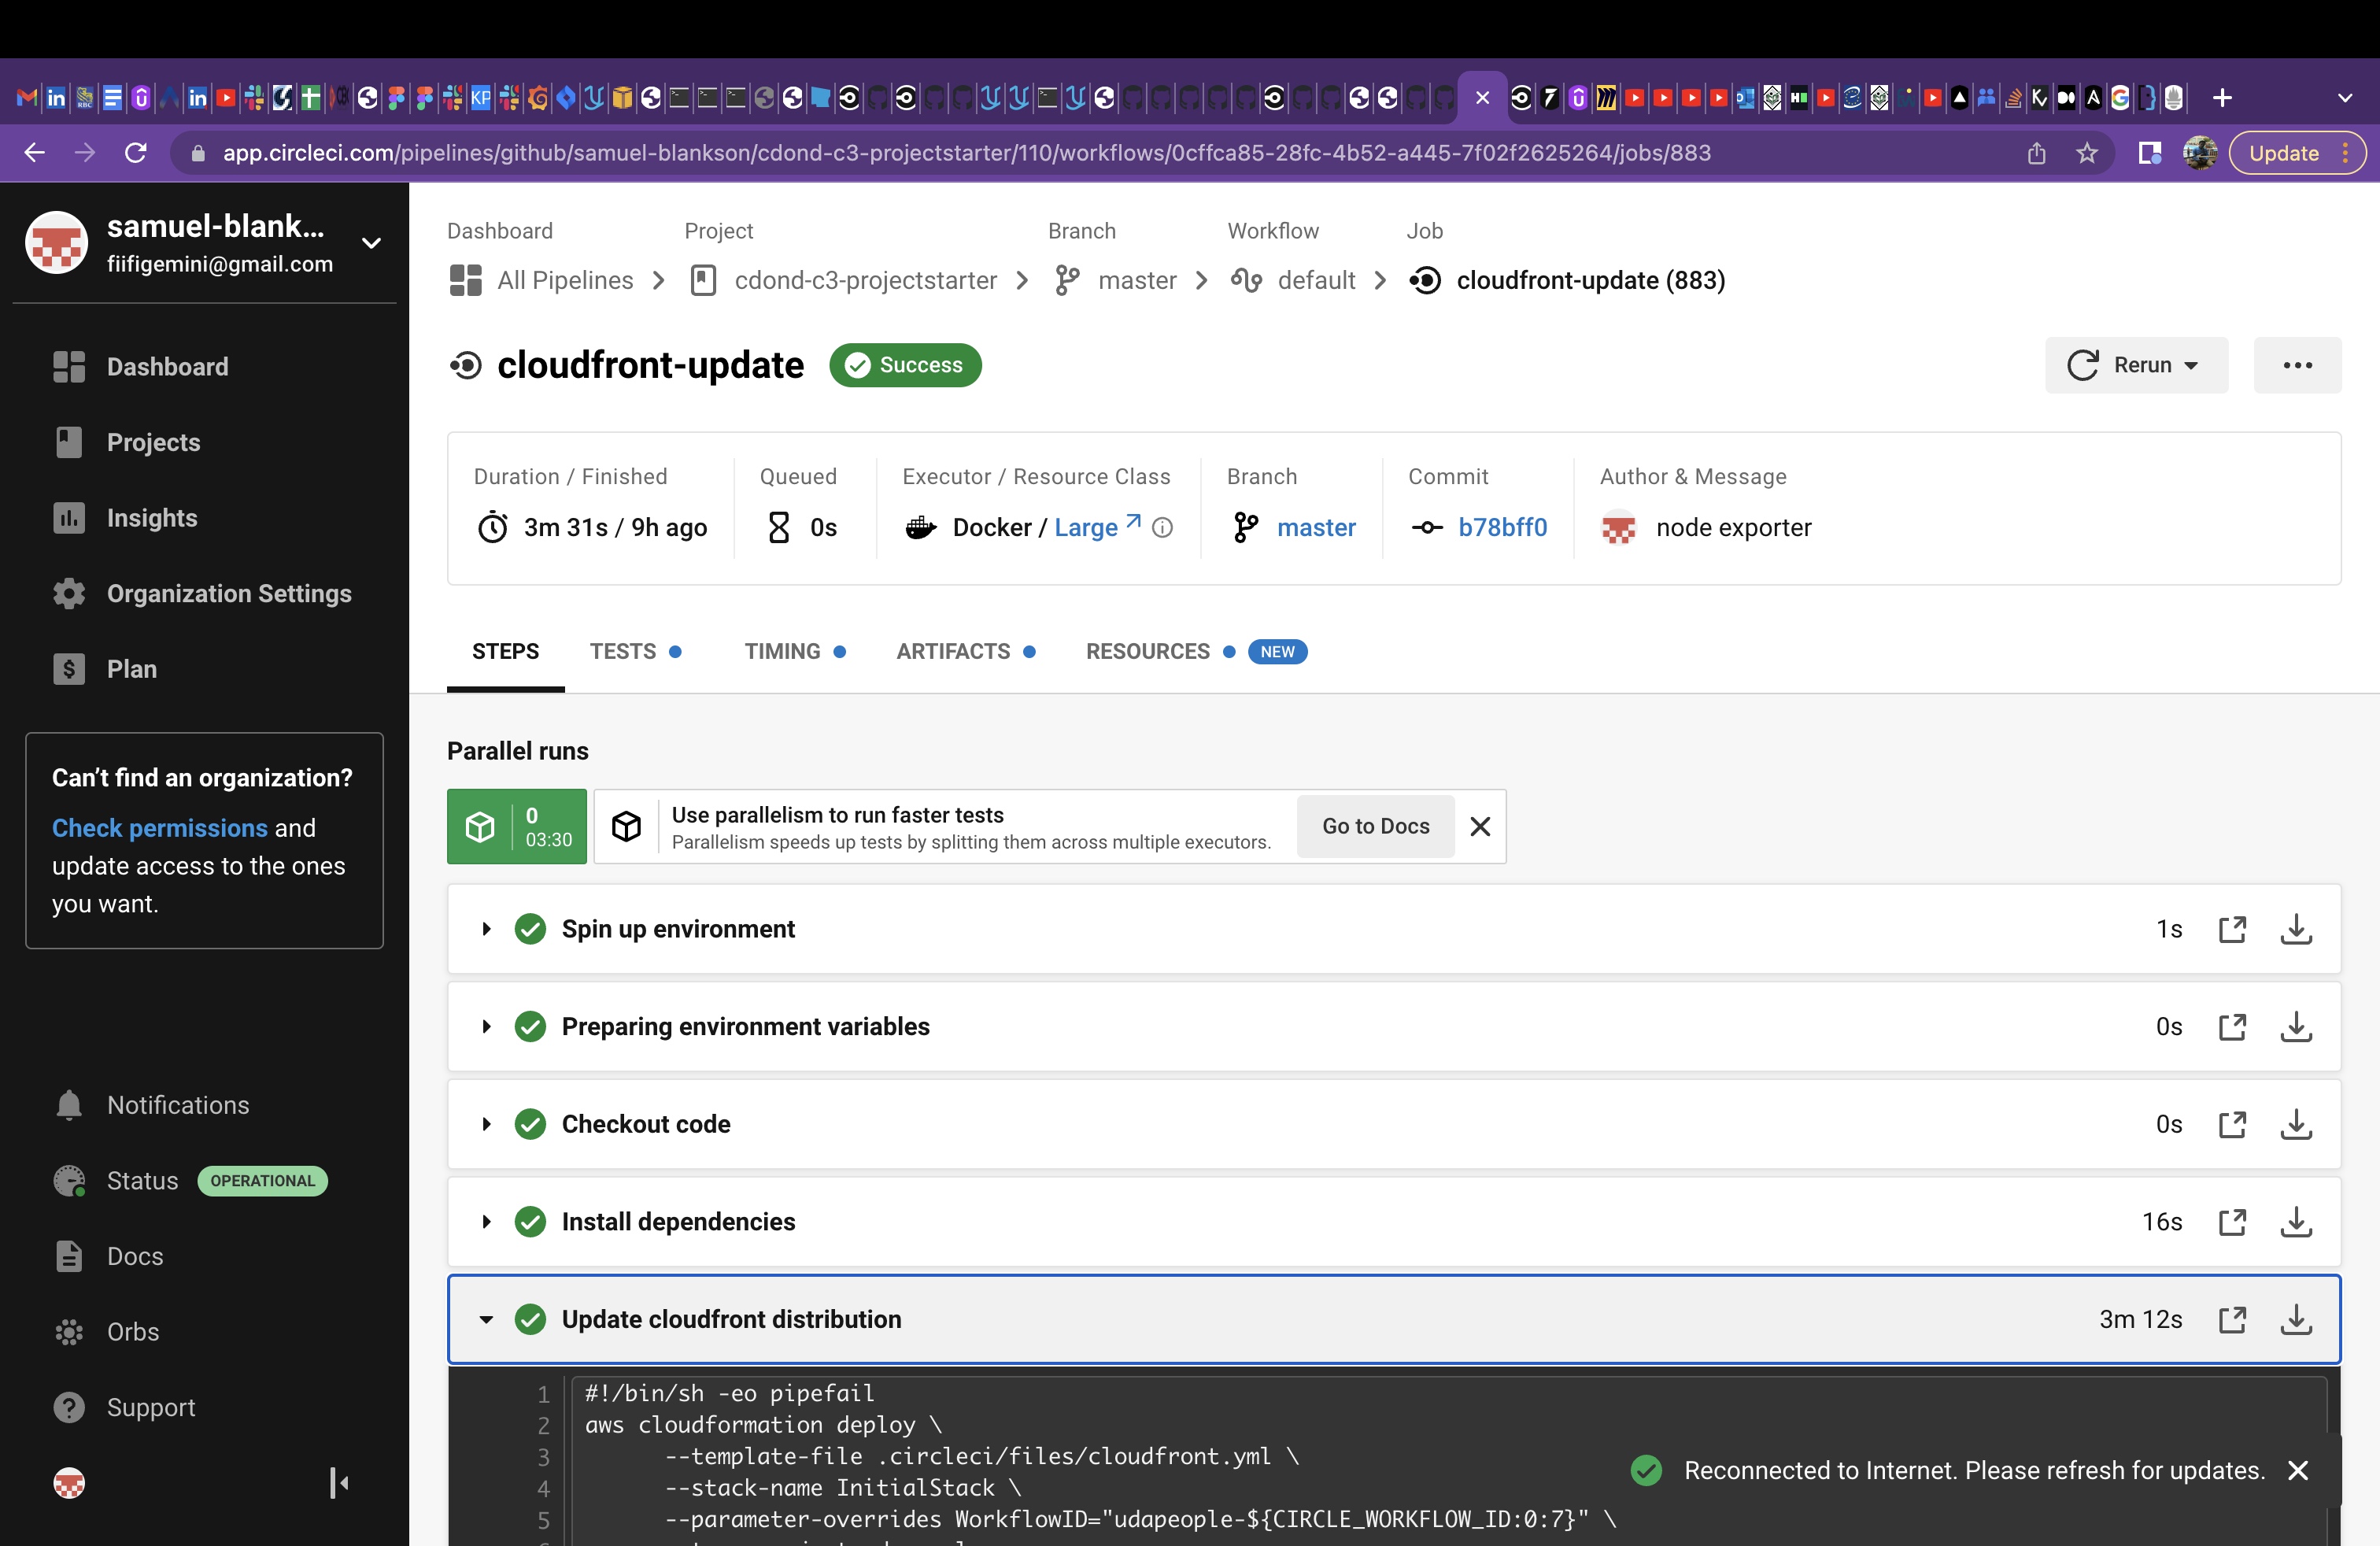 app.circleci.com/pipelines/github/samuel-blankson/cdond-c3-projectstarter/110/workflows/0cffca85-28fc-4b52-a445-7f02f2625264/jobs/883
Update
samuel-blank...
fiifigemini@gmail.com
Dashboard
Projects
Insights
Organization Settings
Plan
Can't find an organization?
Check permissions and
update access to the ones
you want.
Notifications
Status OPERATIONAL
Docs
Orbs
Support
Dashboard Project Branch Workflow Job
All Pipelines cdond-c3-projectstarter master default cloudfront-update (883)
cloudfront-update Success
Rerun
Duration / Finished Queued Executor / Resource Class Branch Commit Author & Message
3m 31s / 9h ago 0s Docker / Large master b78bff0 node exporter
STEPS TESTS TIMING ARTIFACTS RESOURCES NEW
Parallel runs
0
03:30
Use parallelism to run faster tests
Parallelism speeds up tests by splitting them across multiple executors.
Go to Docs
Spin up environment 1s
Preparing environment variables 0s
Checkout code 0s
Install dependencies 16s
Update cloudfront distribution 3m 12s
1 #!/bin/sh -eo pipefail
2 aws cloudformation deploy \
3 --template-file .circleci/files/cloudfront.yml \
4 --stack-name InitialStack \
5 --parameter-overrides WorkflowID="udapeople-${CIRCLE_WORKFLOW_ID:0:7}" \
Reconnected to Internet. Please refresh for updates.